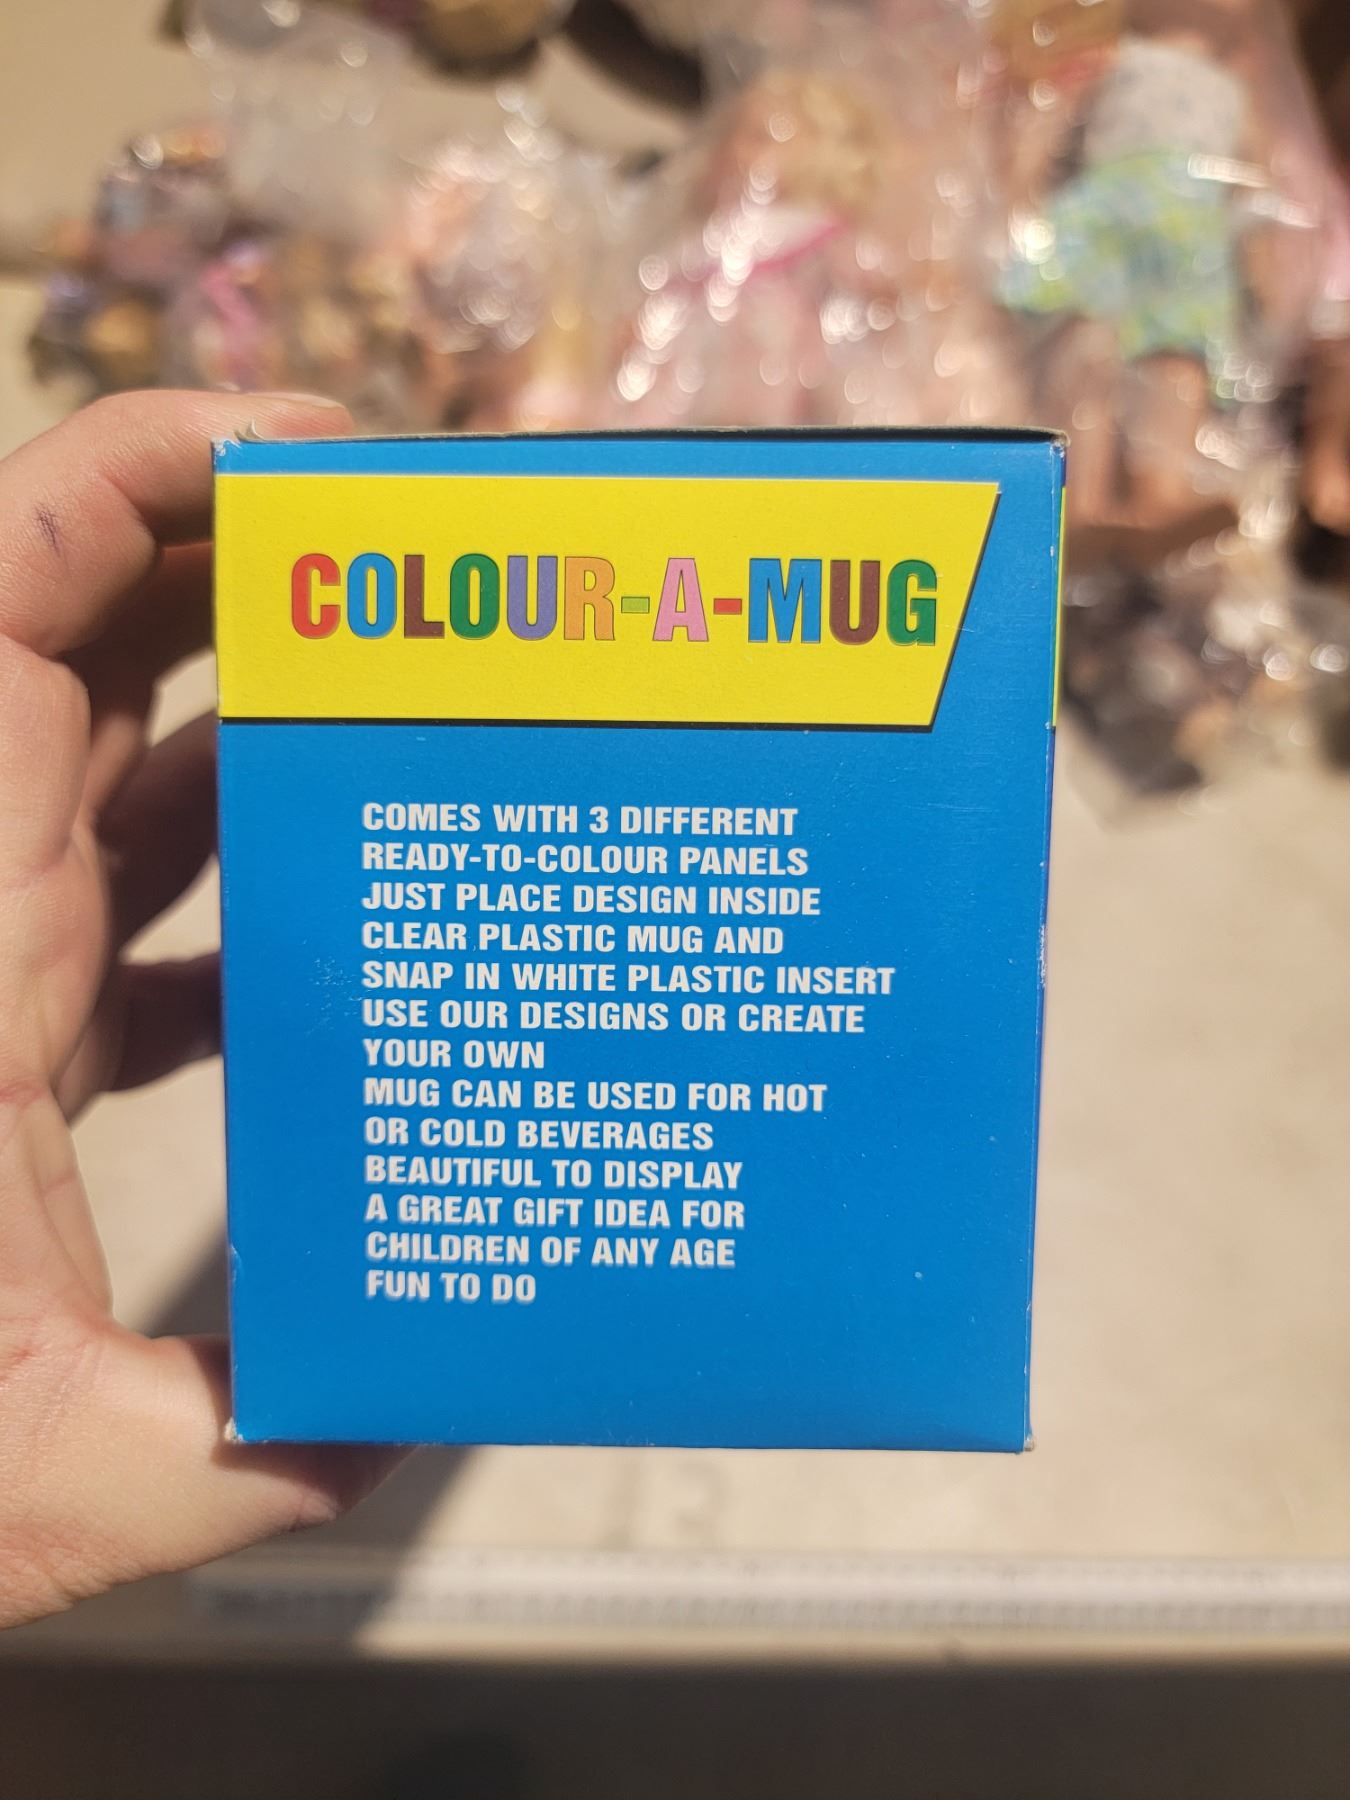 COLOUR-A-MUG
COMES WITH 3 DIFFERENT
READY-TO-COLOUR PANELS
JUST PLACE DESIGN INSIDE
CLEAR PLASTIC MUG AND
SNAP IN WHITE PLASTIC INSERT
USE OUR DESIGNS OR CREATE
YOUR OWN
MUG CAN BE USED FOR HOT
OR COLD BEVERAGES
BEAUTIFUL TO DISPLAY
A GREAT GIFT IDEA FOR
CHILDREN OF ANY AGE
FUN TO DO